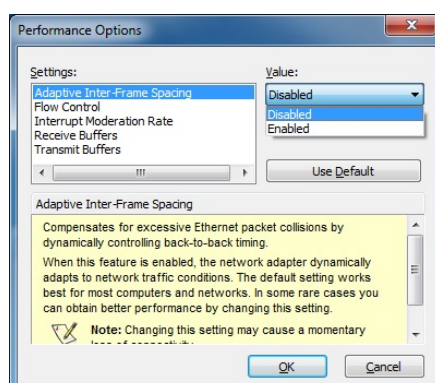 Performance Options
Settings:
Value:
Adaptive Inter-Frame Spacing
Flow Control
Interrupt Moderation Rate
Receive Buffers
Transmit Buffers
Disabled
Disabled
Enabled
Use Default
Adaptive Inter-Frame Spacing
Compensates for excessive Ethernet packet collisions by
dynamically controlling back-to-back timing.
When this feature is enabled, the network adapter dynamically
adapts to network traffic conditions. The default setting works
best for most computers and networks. In some rare cases you
can obtain better performance by changing this setting.
Note: Changing this setting may cause a momentary
OK
Cancel